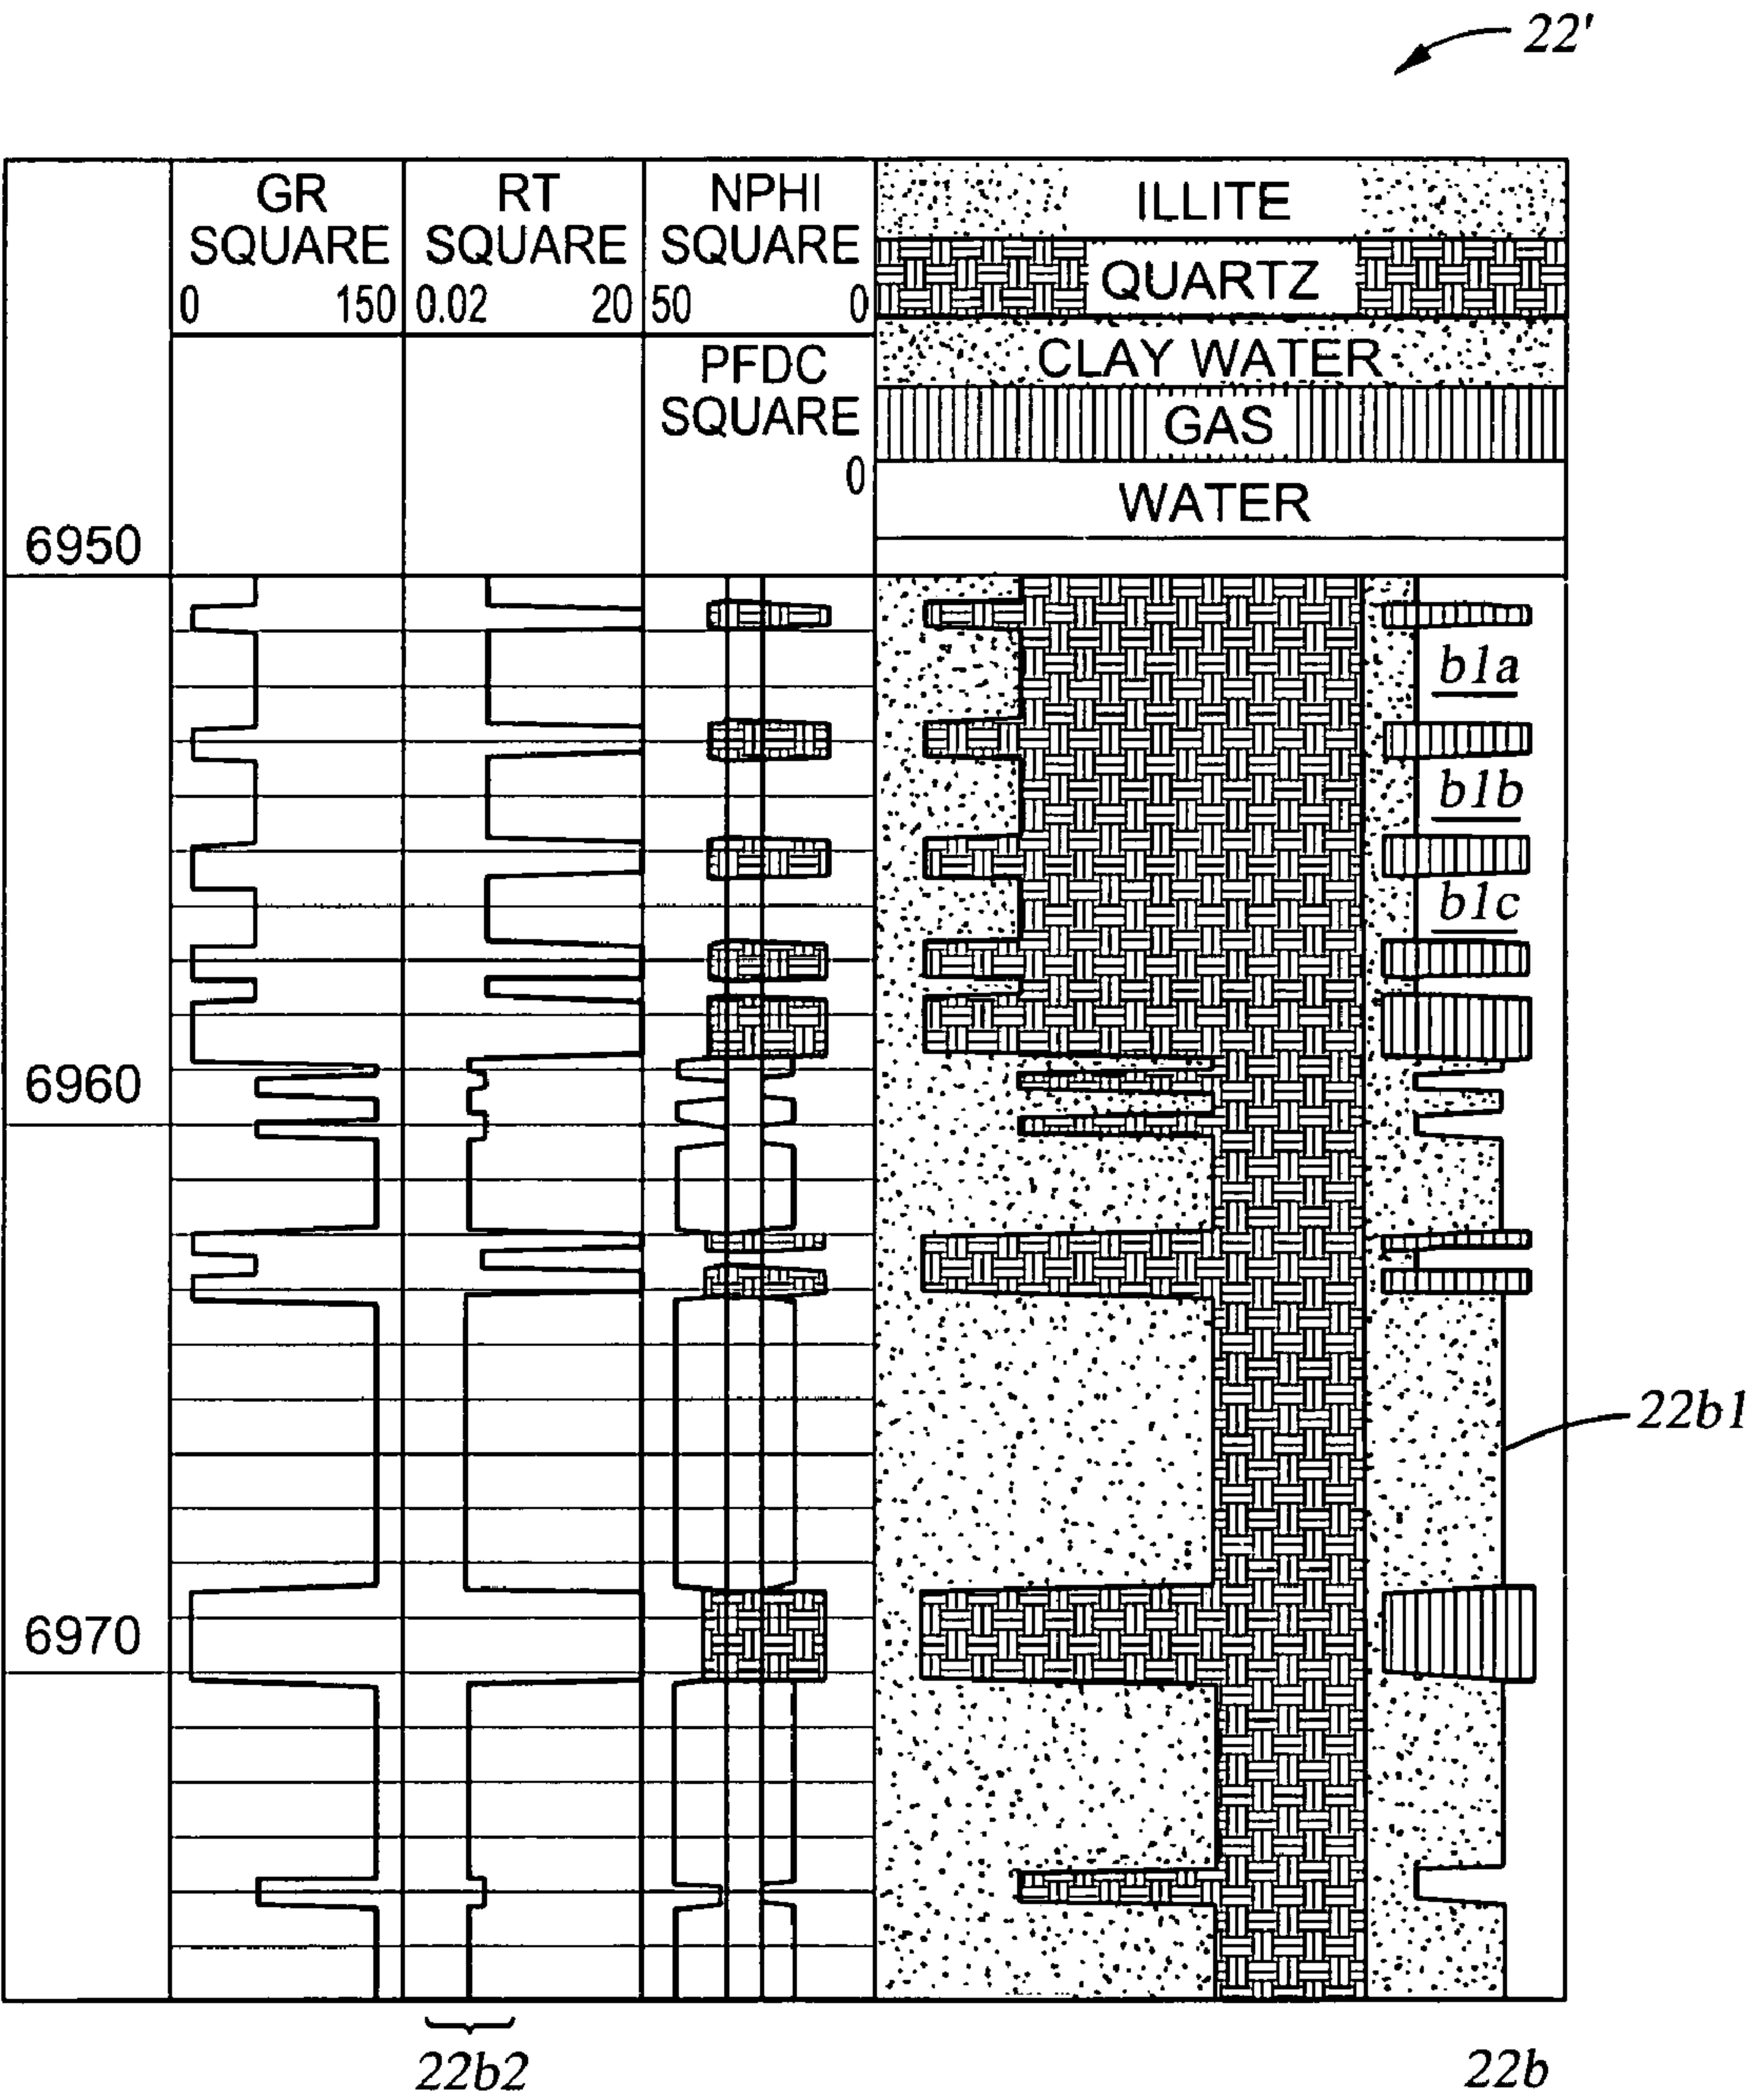 22'
GR
SQUARE
0 150
RT
SQUARE
0.02 20
NPHI
SQUARE
50 0
PFDC
SQUARE
0
ILLITE
QUARTZ
CLAY WATER
GAS
WATER
6950
b1a
b1b
b1c
6960
22b1
6970
22b2
22b